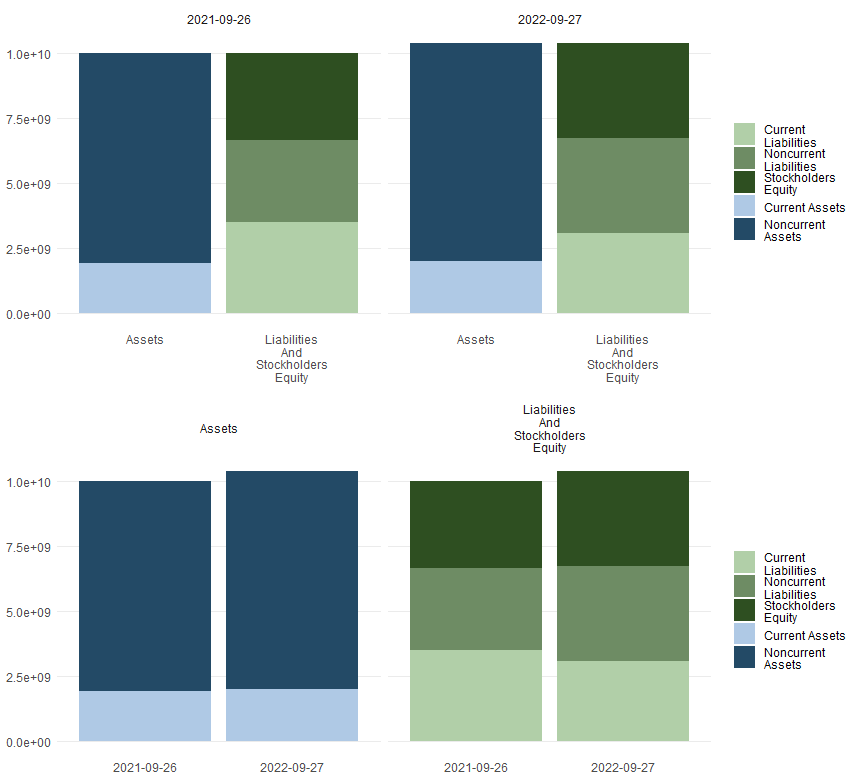 2021-09-26
2022-09-27
1.0e+10
7.5e+09
5.0e+09
2.5e+09
0.0e+00
Assets
Liabilities
And
Stockholders
Equity
Assets
Liabilities
And
Stockholders
Equity
Current
Liabilities
Noncurrent
Liabilities
Stockholders
Equity
Current Assets
Noncurrent
Assets
Assets
Liabilities
And
Stockholders
Equity
1.0e+10
7.5e+09
5.0e+09
2.5e+09
0.0e+00
2021-09-26
2022-09-27
2021-09-26
2022-09-27
Current
Liabilities
Noncurrent
Liabilities
Stockholders
Equity
Current Assets
Noncurrent
Assets